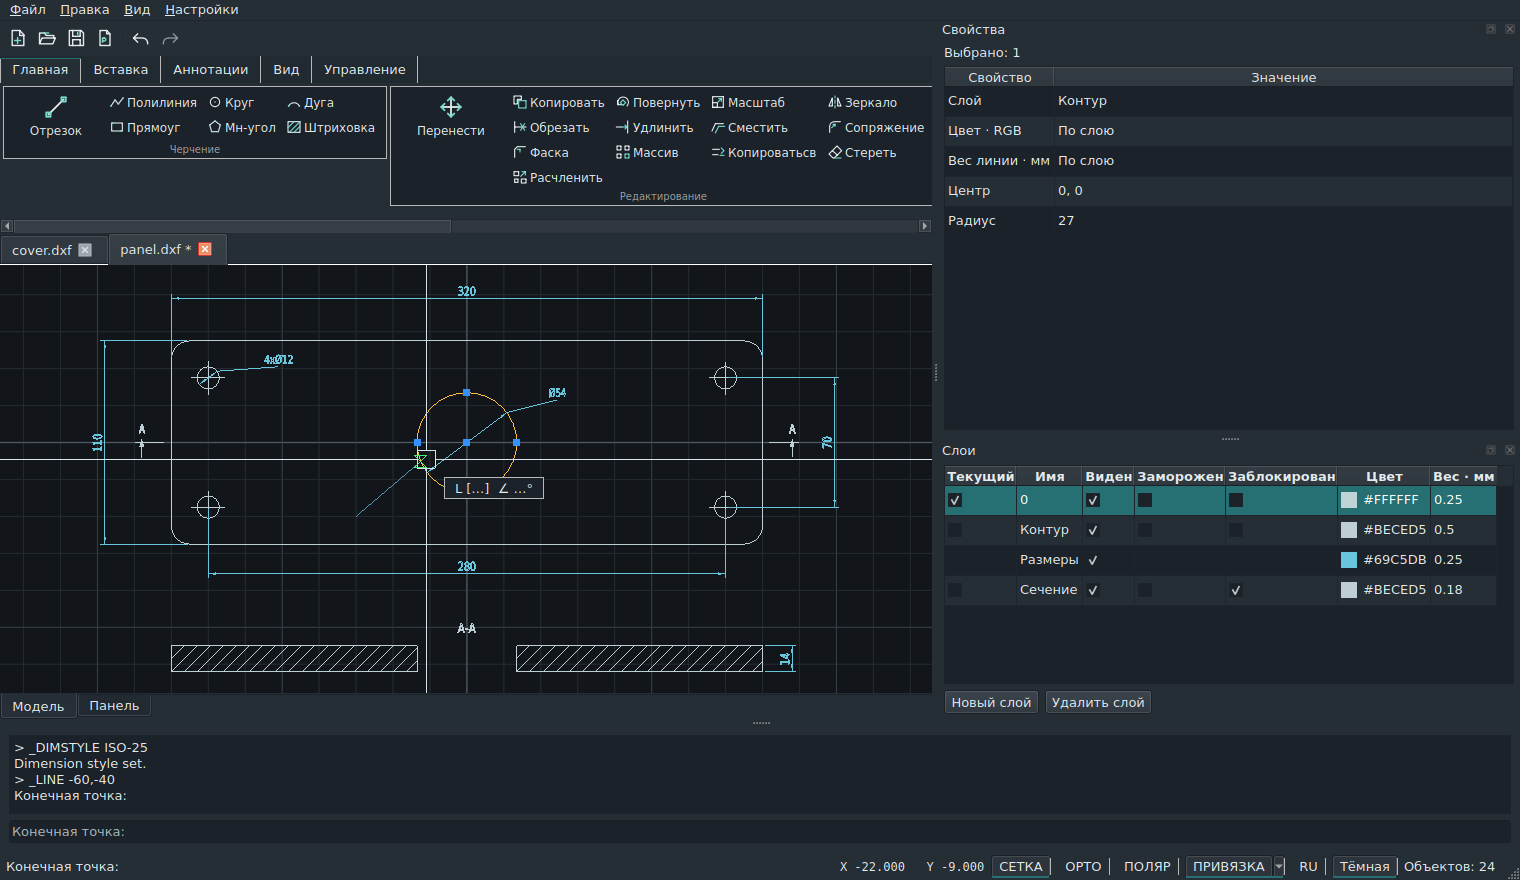 Файл Правка Вид Настройки
Главная Вставка Аннотации Вид Управление
Отрезок
Полилиния Круг Дуга
Прямоуг Мн-угол Штриховка
Черчение
Перенести
Копировать Повернуть Масштаб Зеркало
Обрезать Удлинить Сместить Сопряжение
Фаска Массив Копироватьсв Стереть
Расчленить
Редактирование
cover.dxf panel.dxf *
320
4xØ12
Ø54
110
A
A
70
L [...] ∠ ...°
280
A-A
14
Модель Панель
Свойства
Выбрано: 1
Свойство Значение
Слой Контур
Цвет · RGB По слою
Вес линии · мм По слою
Центр 0, 0
Радиус 27
Слои
Текущий Имя Виден Заморожен Заблокирован Цвет Вес · мм
0 #FFFFFF 0.25
Контур #BECED5 0.5
Размеры #69C5DB 0.25
Сечение #BECED5 0.18
Новый слой Удалить слой
> _DIMSTYLE ISO-25
Dimension style set.
> _LINE -60,-40
Конечная точка:
Конечная точка:
Конечная точка: X -22.000 Y -9.000 СЕТКА ОРТО ПОЛЯР ПРИВЯЗКА RU Тёмная Объектов: 24